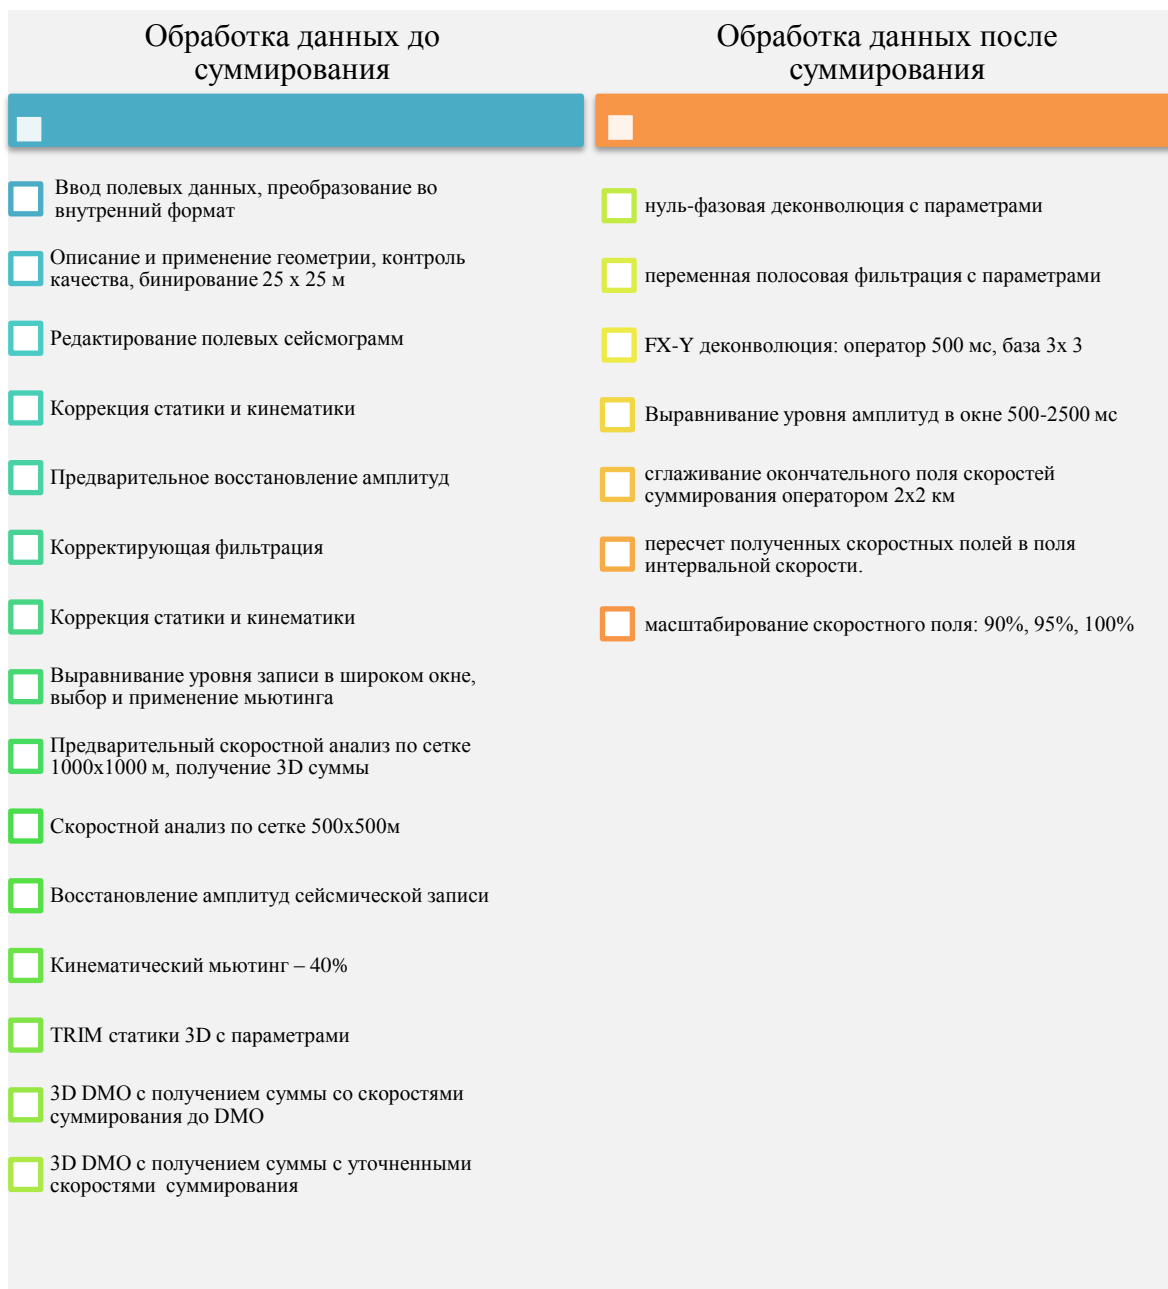 Обработка данных до
суммирования
Ввод полевых данных, преобразование во
внутренний формат
Описание и применение геометрии, контроль
качества, бинирование 25 х 25 м
Редактирование полевых сейсмограмм
Коррекция статики и кинематики
Предварительное восстановление амплитуд
Корректирующая фильтрация
Коррекция статики и кинематики
Выравнивание уровня записи в широком окне,
выбор и применение мьютинга
Предварительный скоростной анализ по сетке
1000х1000 м, получение 3D суммы
Скоростной анализ по сетке 500х500м
Восстановление амплитуд сейсмической записи
Кинематический мьютинг – 40%
TRIM статики 3D с параметрами
3D DMO с получением суммы со скоростями
суммирования до DMO
3D DMO с получением суммы с уточненными
скоростями  суммирования
Обработка данных после
суммирования
нуль-фазовая деконволюция с параметрами
переменная полосовая фильтрация с параметрами
FX-Y деконволюция: оператор 500 мс, база 3х 3
Выравнивание уровня амплитуд в окне 500-2500 мс
сглаживание окончательного поля скоростей
суммирования оператором 2х2 км
пересчет полученных скоростных полей в поля
интервальной скорости.
масштабирование скоростного поля: 90%, 95%, 100%